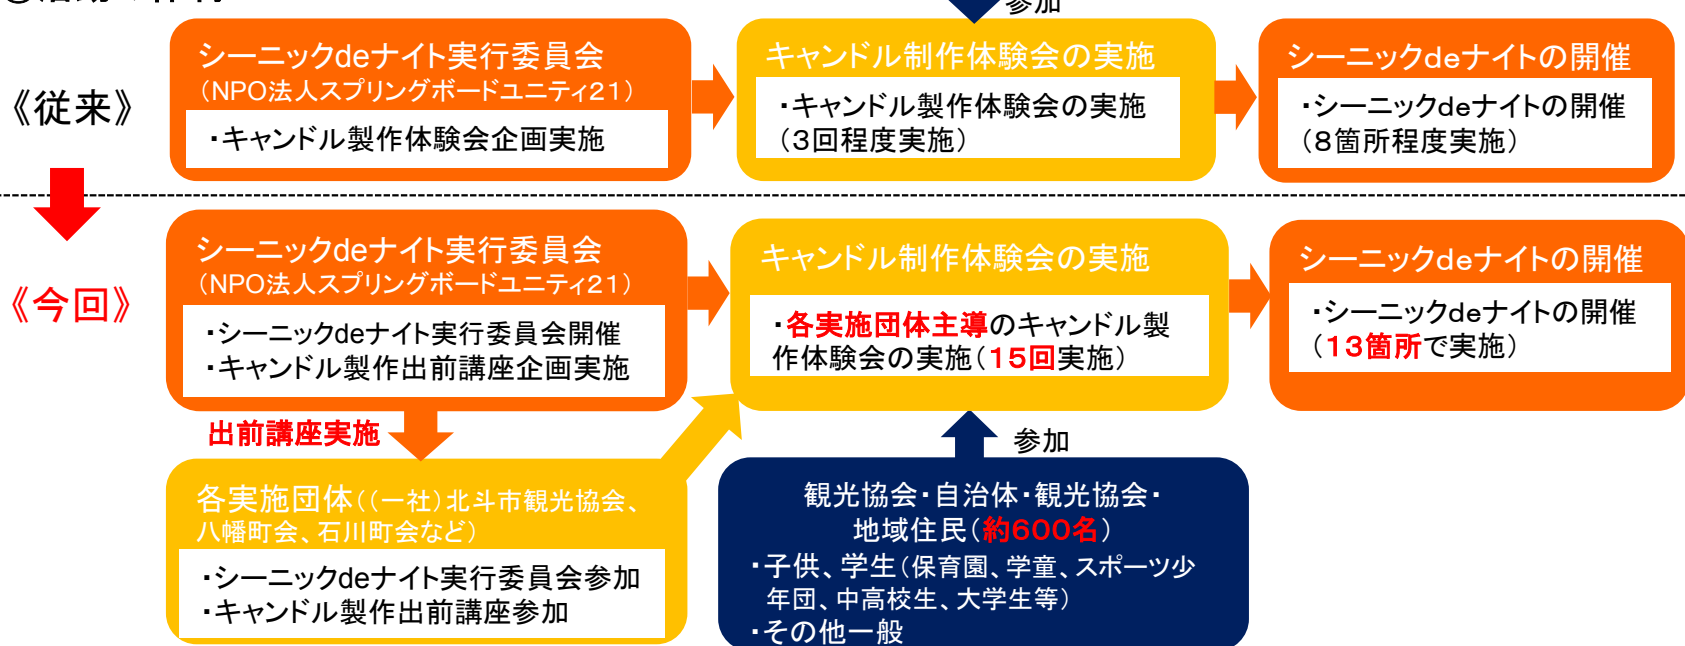 参加
《従来》
シーニックdeナイト実行委員会
（NPO法人スプリングボードユニティ21）
・キャンドル製作体験会企画実施
キャンドル制作体験会の実施
・キャンドル製作体験会の実施
（3回程度実施）
シーニックdeナイトの開催
・シーニックdeナイトの開催
（８箇所程度実施）
《今回》
シーニックdeナイト実行委員会
（NPO法人スプリングボードユニティ21）
・シーニックdeナイト実行委員会開催
・キャンドル製作出前講座企画実施
キャンドル制作体験会の実施
・各実施団体主導のキャンドル製
作体験会の実施（15回実施）
シーニックdeナイトの開催
・シーニックdeナイトの開催
（13箇所で実施）
出前講座実施
各実施団体（（一社）北斗市観光協会、
八幡町会、石川町会など）
・シーニックdeナイト実行委員会参加
・キャンドル製作出前講座参加
参加
観光協会・自治体・観光協会・
地域住民（約600名）
・子供、学生（保育園、学童、スポーツ少
年団、中高校生、大学生等）
・その他一般